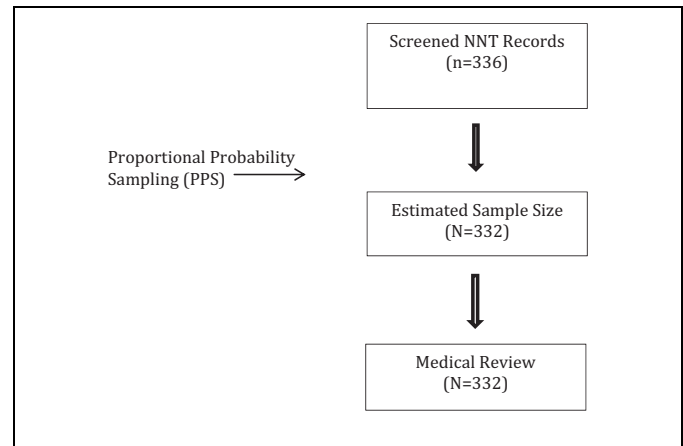 Screened NNT Records
(n=336)
Proportional Probability
Sampling (PPS)
Estimated Sample Size
(N=332)
Medical Review
(N=332)